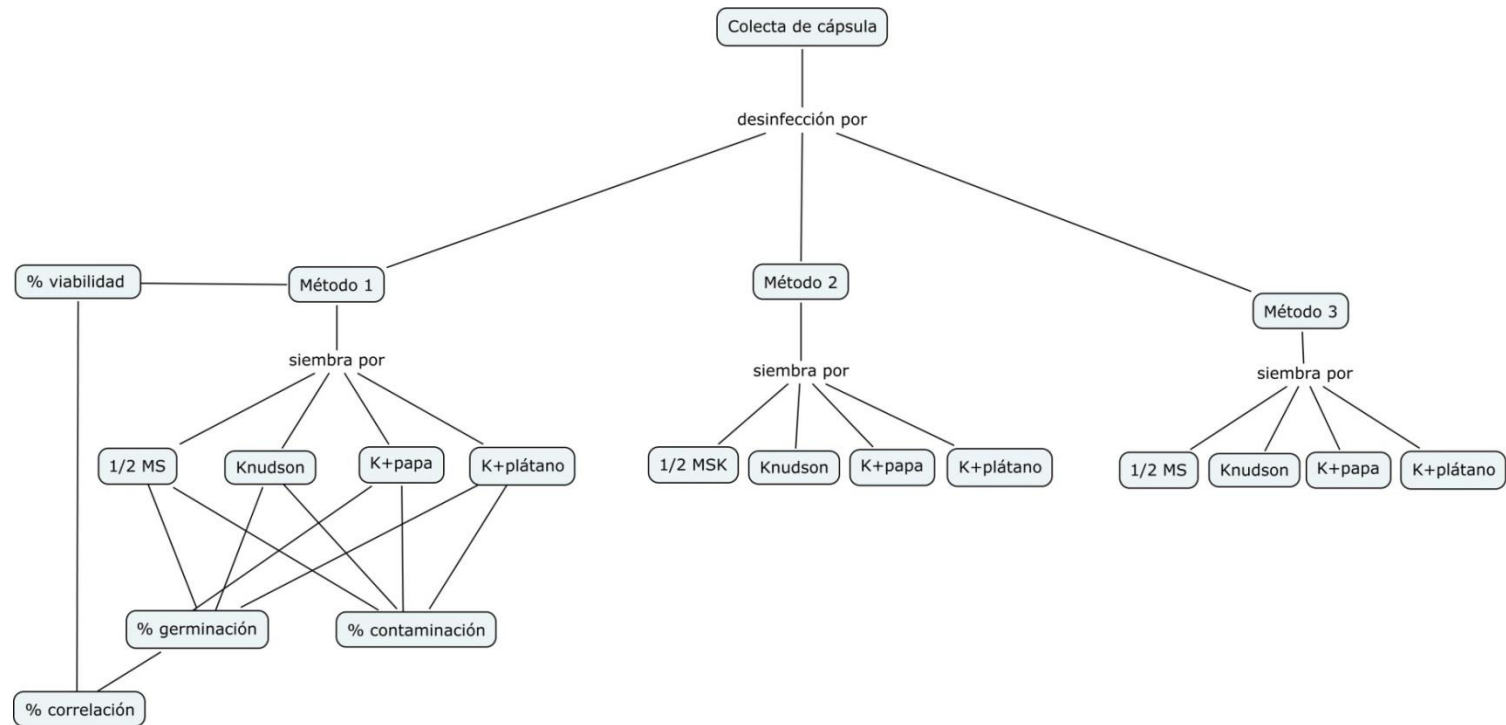 Colecta de cápsula
desinfección por
% viabilidad
Método 1
Método 2
Método 3
siembra por
siembra por
siembra por
1/2 MS
Knudson
K+papa
K+plátano
1/2 MSK
Knudson
K+papa
K+plátano
1/2 MS
Knudson
K+papa
K+plátano
% germinación
% contaminación
% correlación